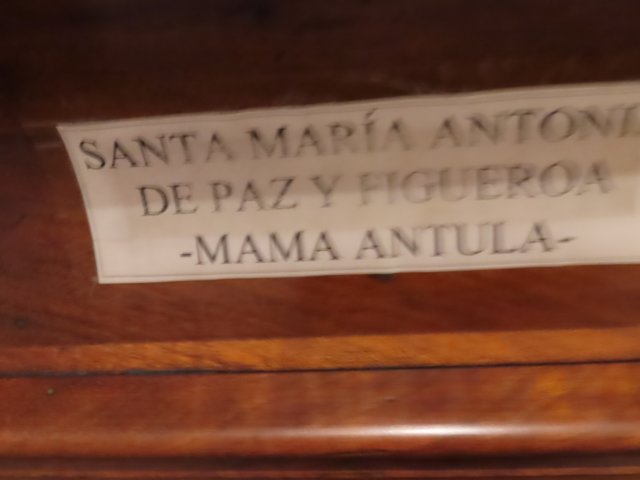 SANTA MARÍA ANTONI
DE PAZ Y FIGUEROA
-MAMA ANTULA-